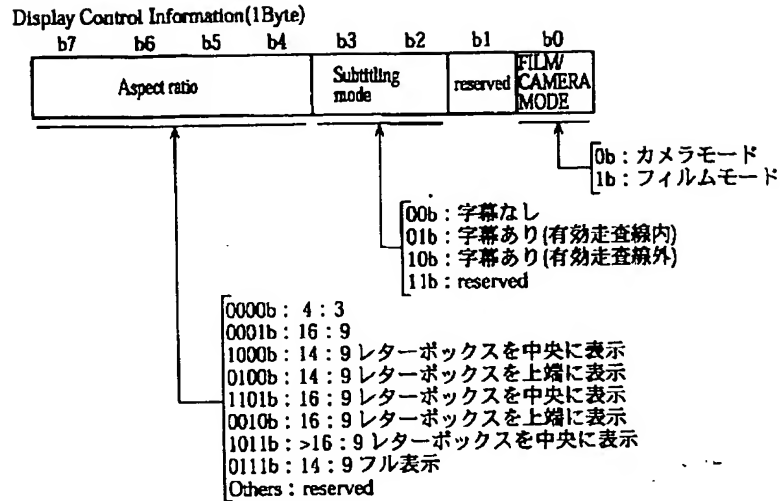 Display Control Information(1Byte)
b7 b6 b5 b4 b3 b2 b1 b0
Aspect ratio
Subtitling
mode
reserved
FILM/
CAMERA
MODE
0b : カメラモード
1b : フィルムモード
00b : 字幕なし
01b : 字幕あり(有効走査線内)
10b : 字幕あり(有効走査線外)
11b : reserved
0000b : 4 : 3
0001b : 16 : 9
1000b : 14 : 9 レターボックスを中央に表示
0100b : 14 : 9 レターボックスを上端に表示
1101b : 16 : 9 レターボックスを中央に表示
0010b : 16 : 9 レターボックスを上端に表示
1011b : >16 : 9 レターボックスを中央に表示
0111b : 14 : 9 フル表示
Others : reserved